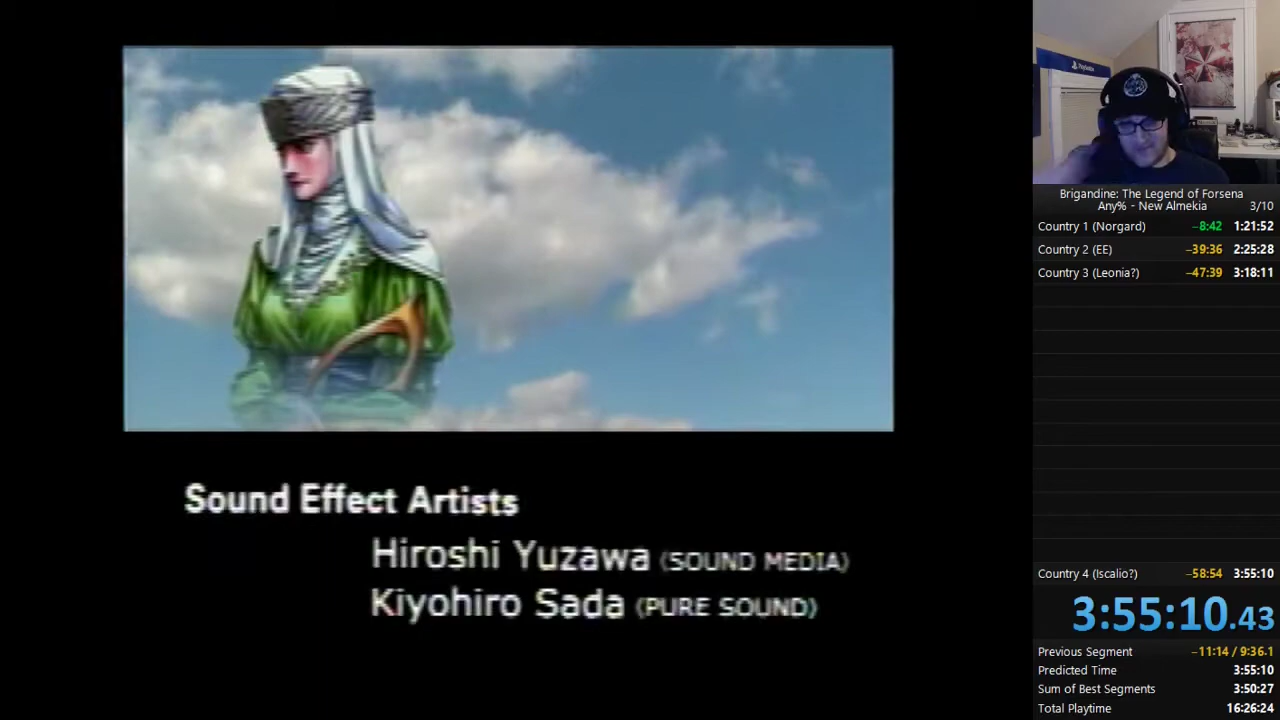 Sound Effect Artists
Hiroshi Yuzawa (SOUND MEDIA)
Kiyohiro Sada (PURE SOUND)
PlayStation
Brigandine: The Legend of Forsena
Any% - New Almekia 3/10
Country 1 (Norgard) -8:42 1:21:52
Country 2 (EE) -39:36 2:25:28
Country 3 (Leonia?) -47:39 3:18:11
Country 4 (Iscalio?) -58:54 3:55:10
3:55:10.43
Previous Segment -11:14 / 9:36.1
Predicted Time 3:55:10
Sum of Best Segments 3:50:27
Total Playtime 16:26:24